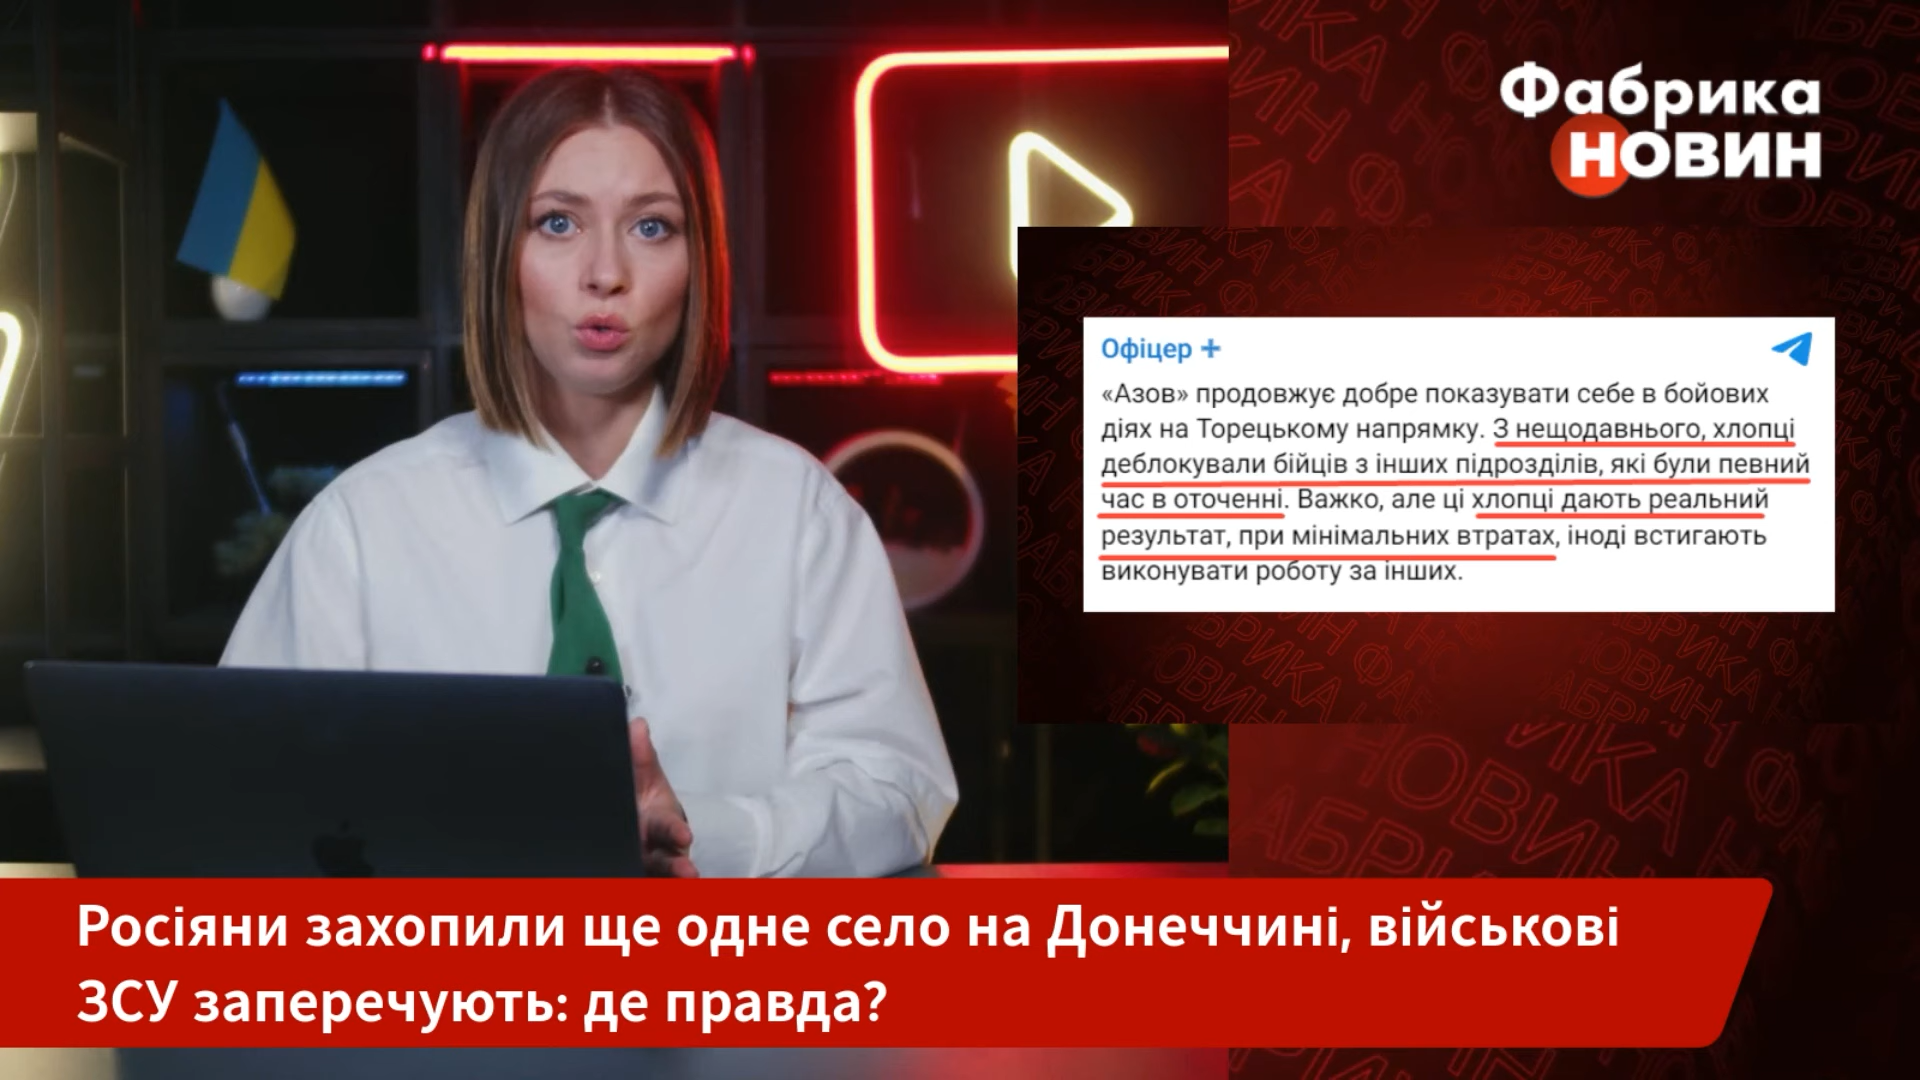 Фабрика
НОВИН
Офіцер +
«Азов» продовжує добре показувати себе в бойових
діях на Торецькому напрямку. З нещодавнього, хлопці
деблокували бійців з інших підрозділів, які були певний
час в оточенні. Важко, але ці хлопці дають реальний
результат, при мінімальних втратах, іноді встигають
виконувати роботу за інших.
Росіяни захопили ще одне село на Донеччині, військові
ЗСУ заперечують: де правда?